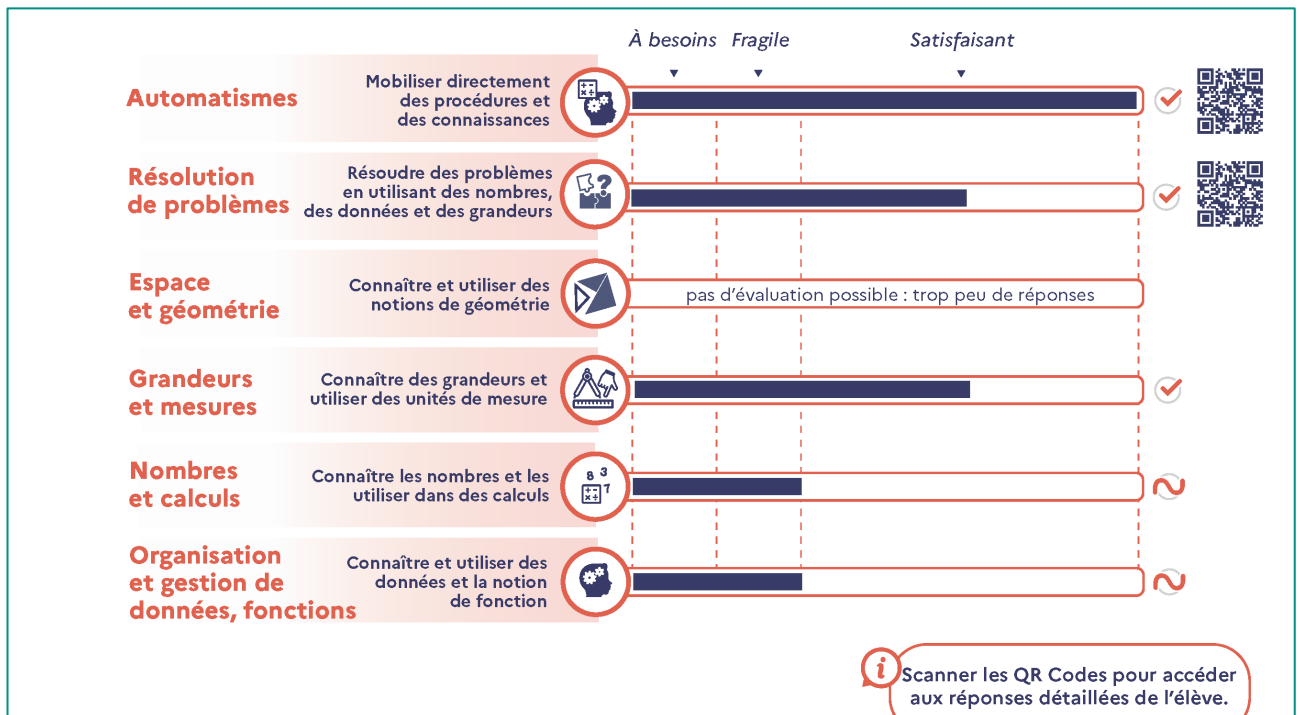 À besoins Fragile Satisfaisant
Automatismes
Mobiliser directement
des procédures et
des connaissances
Résolution
de problèmes
Résoudre des problèmes
en utilisant des nombres,
des données et des grandeurs
?
Espace
et géométrie
Connaître et utiliser des
notions de géométrie
pas d'évaluation possible : trop peu de réponses
Grandeurs
et mesures
Connaître des grandeurs et
utiliser des unités de mesure
Nombres
et calculs
Connaître les nombres et les
utiliser dans des calculs
8 3
7
Organisation
et gestion de
données, fonctions
Connaître et utiliser des
données et la notion
de fonction
i
Scanner les QR Codes pour accéder
aux réponses détaillées de l'élève.